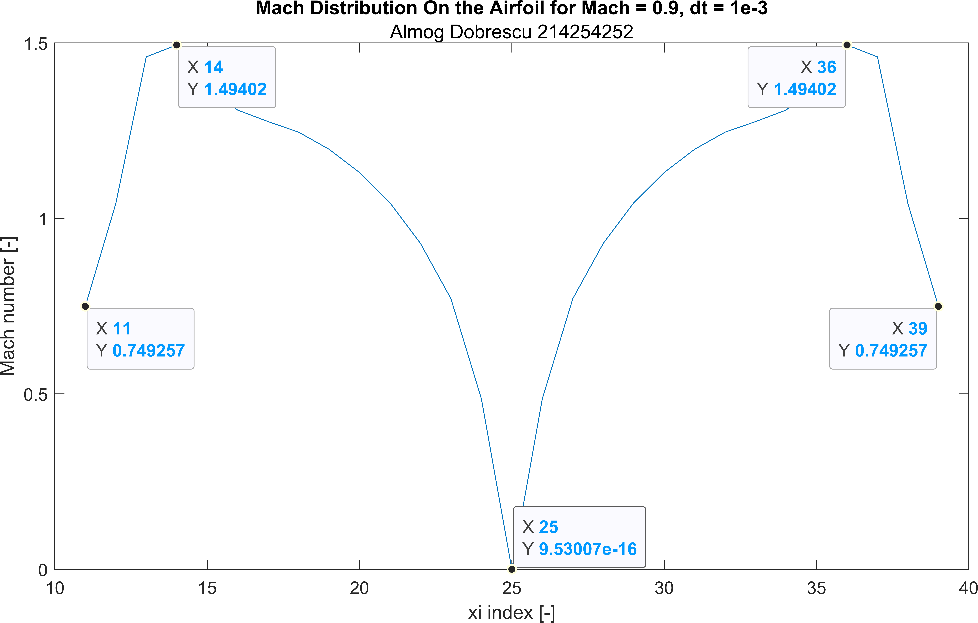 Mach Distribution On the Airfoil for Mach = 0.9, dt = 1e-3
Almog Dobrescu 214254252
1.5
X 14
Y 1.49402
X 36
Y 1.49402
1
Mach number [-]
X 11
Y 0.749257
X 39
Y 0.749257
0.5
X 25
Y 9.53007e-16
0
10
15
20
25
30
35
40
xi index [-]